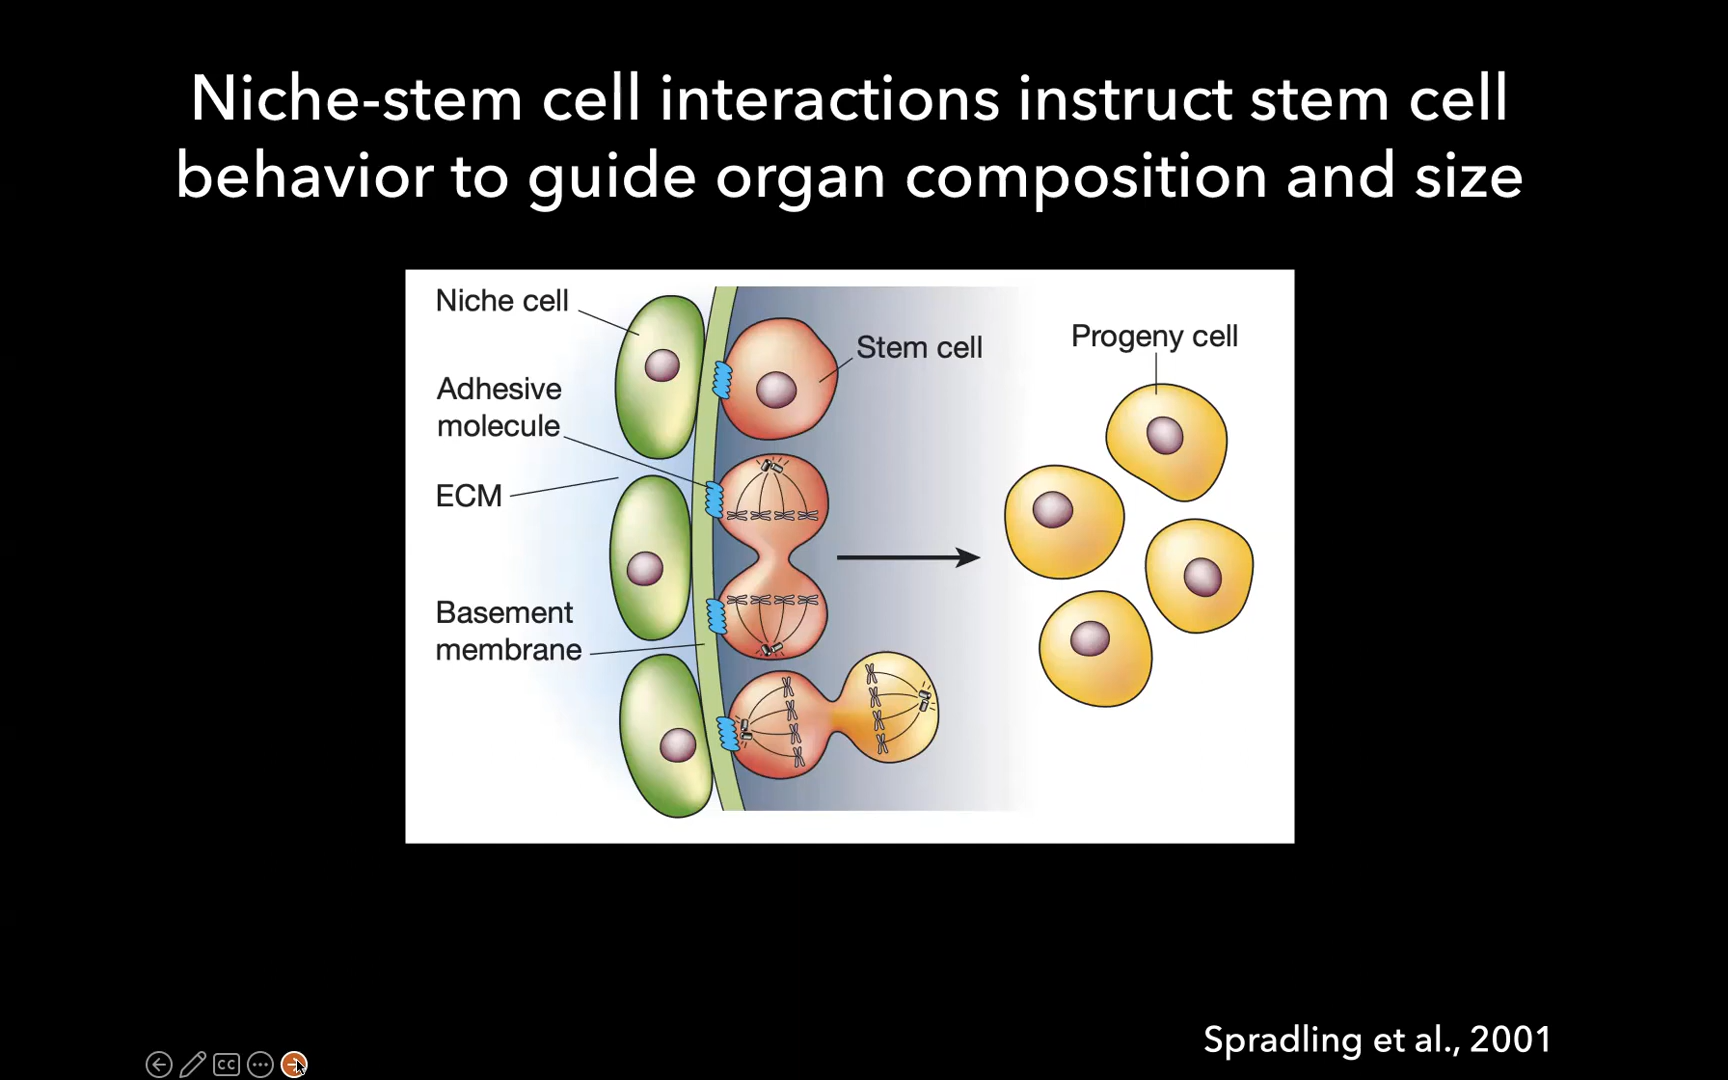 Niche-stem cell interactions instruct stem cell
behavior to guide organ composition and size
Niche cell
Adhesive
molecule
ECM
Basement
membrane
Stem cell
Progeny cell
Spradling et al., 2001
CC